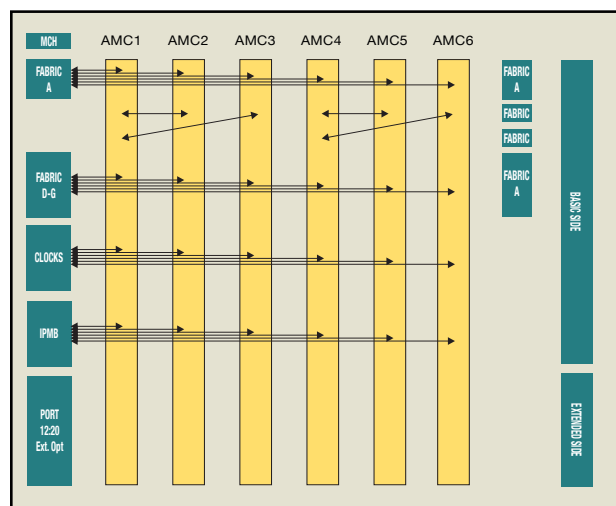 MCH
AMC1 AMC2 AMC3 AMC4 AMC5 AMC6
FABRIC
A
FABRIC
D-G
CLOCKS
IPMB
PORT
12:20
Ext. Opt
FABRIC
A
FABRIC
FABRIC
FABRIC
A
BASIC SIDE
EXTENDED SIDE